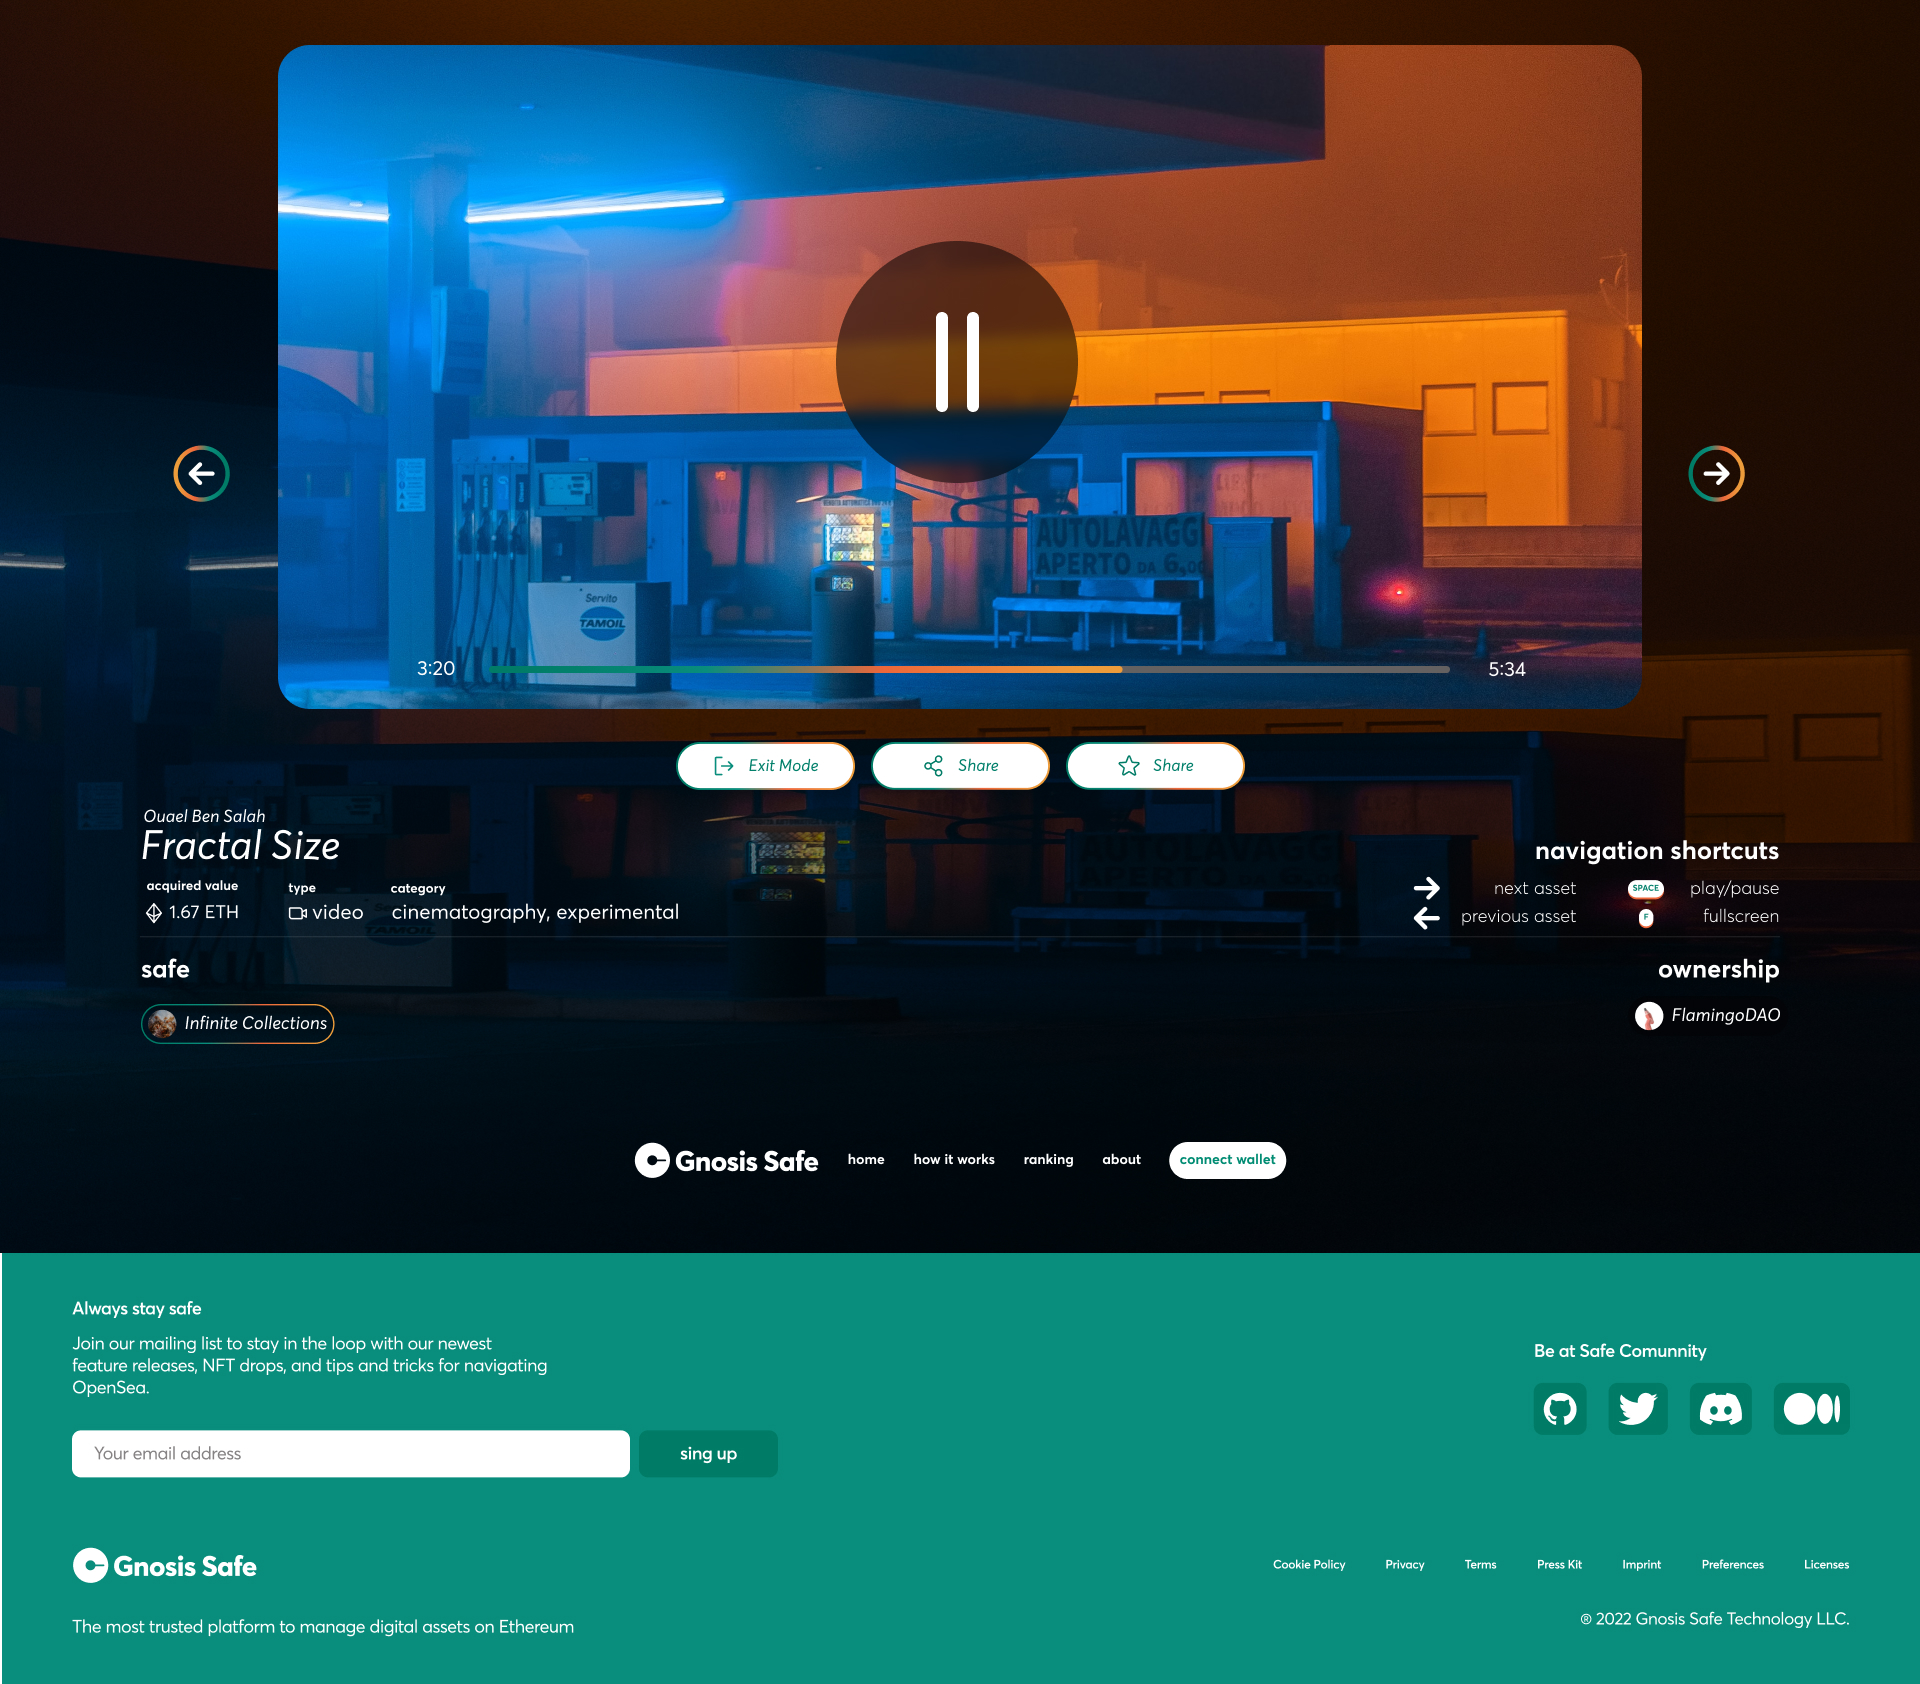 AUTOLAVAGGI
APERTO DA 6,00
Servito
TAMOIL
3:20
5:34
Exit Mode
Share
Share
Ouael Ben Salah
Fractal Size
acquired value
type
category
1.67 ETH
video
cinematography, experimental
navigation shortcuts
next asset
SPACE
play/pause
previous asset
F
fullscreen
safe
ownership
Infinite Collections
FlamingoDAO
Gnosis Safe
home
how it works
ranking
about
connect wallet
Always stay safe
Join our mailing list to stay in the loop with our newest
feature releases, NFT drops, and tips and tricks for navigating
OpenSea.
Be at Safe Comunnity
Your email address
sing up
Gnosis Safe
Cookie Policy
Privacy
Terms
Press Kit
Imprint
Preferences
Licenses
The most trusted platform to manage digital assets on Ethereum
® 2022 Gnosis Safe Technology LLC.